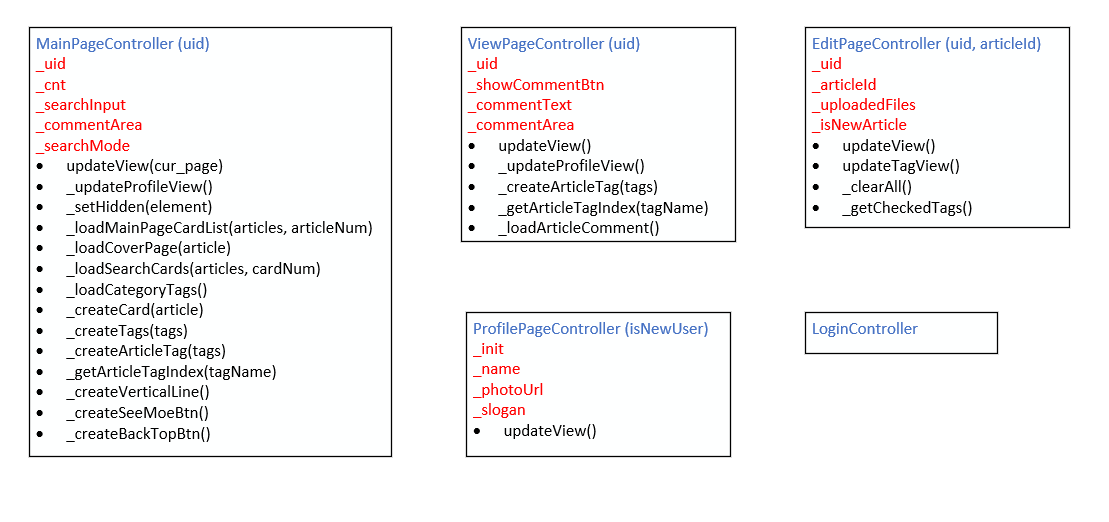 MainPageController (uid)
_uid
_cnt
_searchInput
_commentArea
_searchMode
• updateView(cur_page)
• _updateProfileView()
• _setHidden(element)
• _loadMainPageCardList(articles, articleNum)
• _loadCoverPage(article)
• _loadSearchCards(articles, cardNum)
• _loadCategoryTags()
• _createCard(article)
• _createTags(tags)
• _createArticleTag(tags)
• _getArticleTagIndex(tagName)
• _createVerticalLine()
• _createSeeMoeBtn()
• _createBackTopBtn()
ViewPageController (uid)
_uid
_showCommentBtn
_commentText
_commentArea
• updateView()
• _updateProfileView()
• _createArticleTag(tags)
• _getArticleTagIndex(tagName)
• _loadArticleComment()
EditPageController (uid, articleId)
_uid
_articleId
_uploadedFiles
_isNewArticle
• updateView()
• updateTagView()
• _clearAll()
• _getCheckedTags()
ProfilePageController (isNewUser)
_init
_name
_photoUrl
_slogan
• updateView()
LoginController